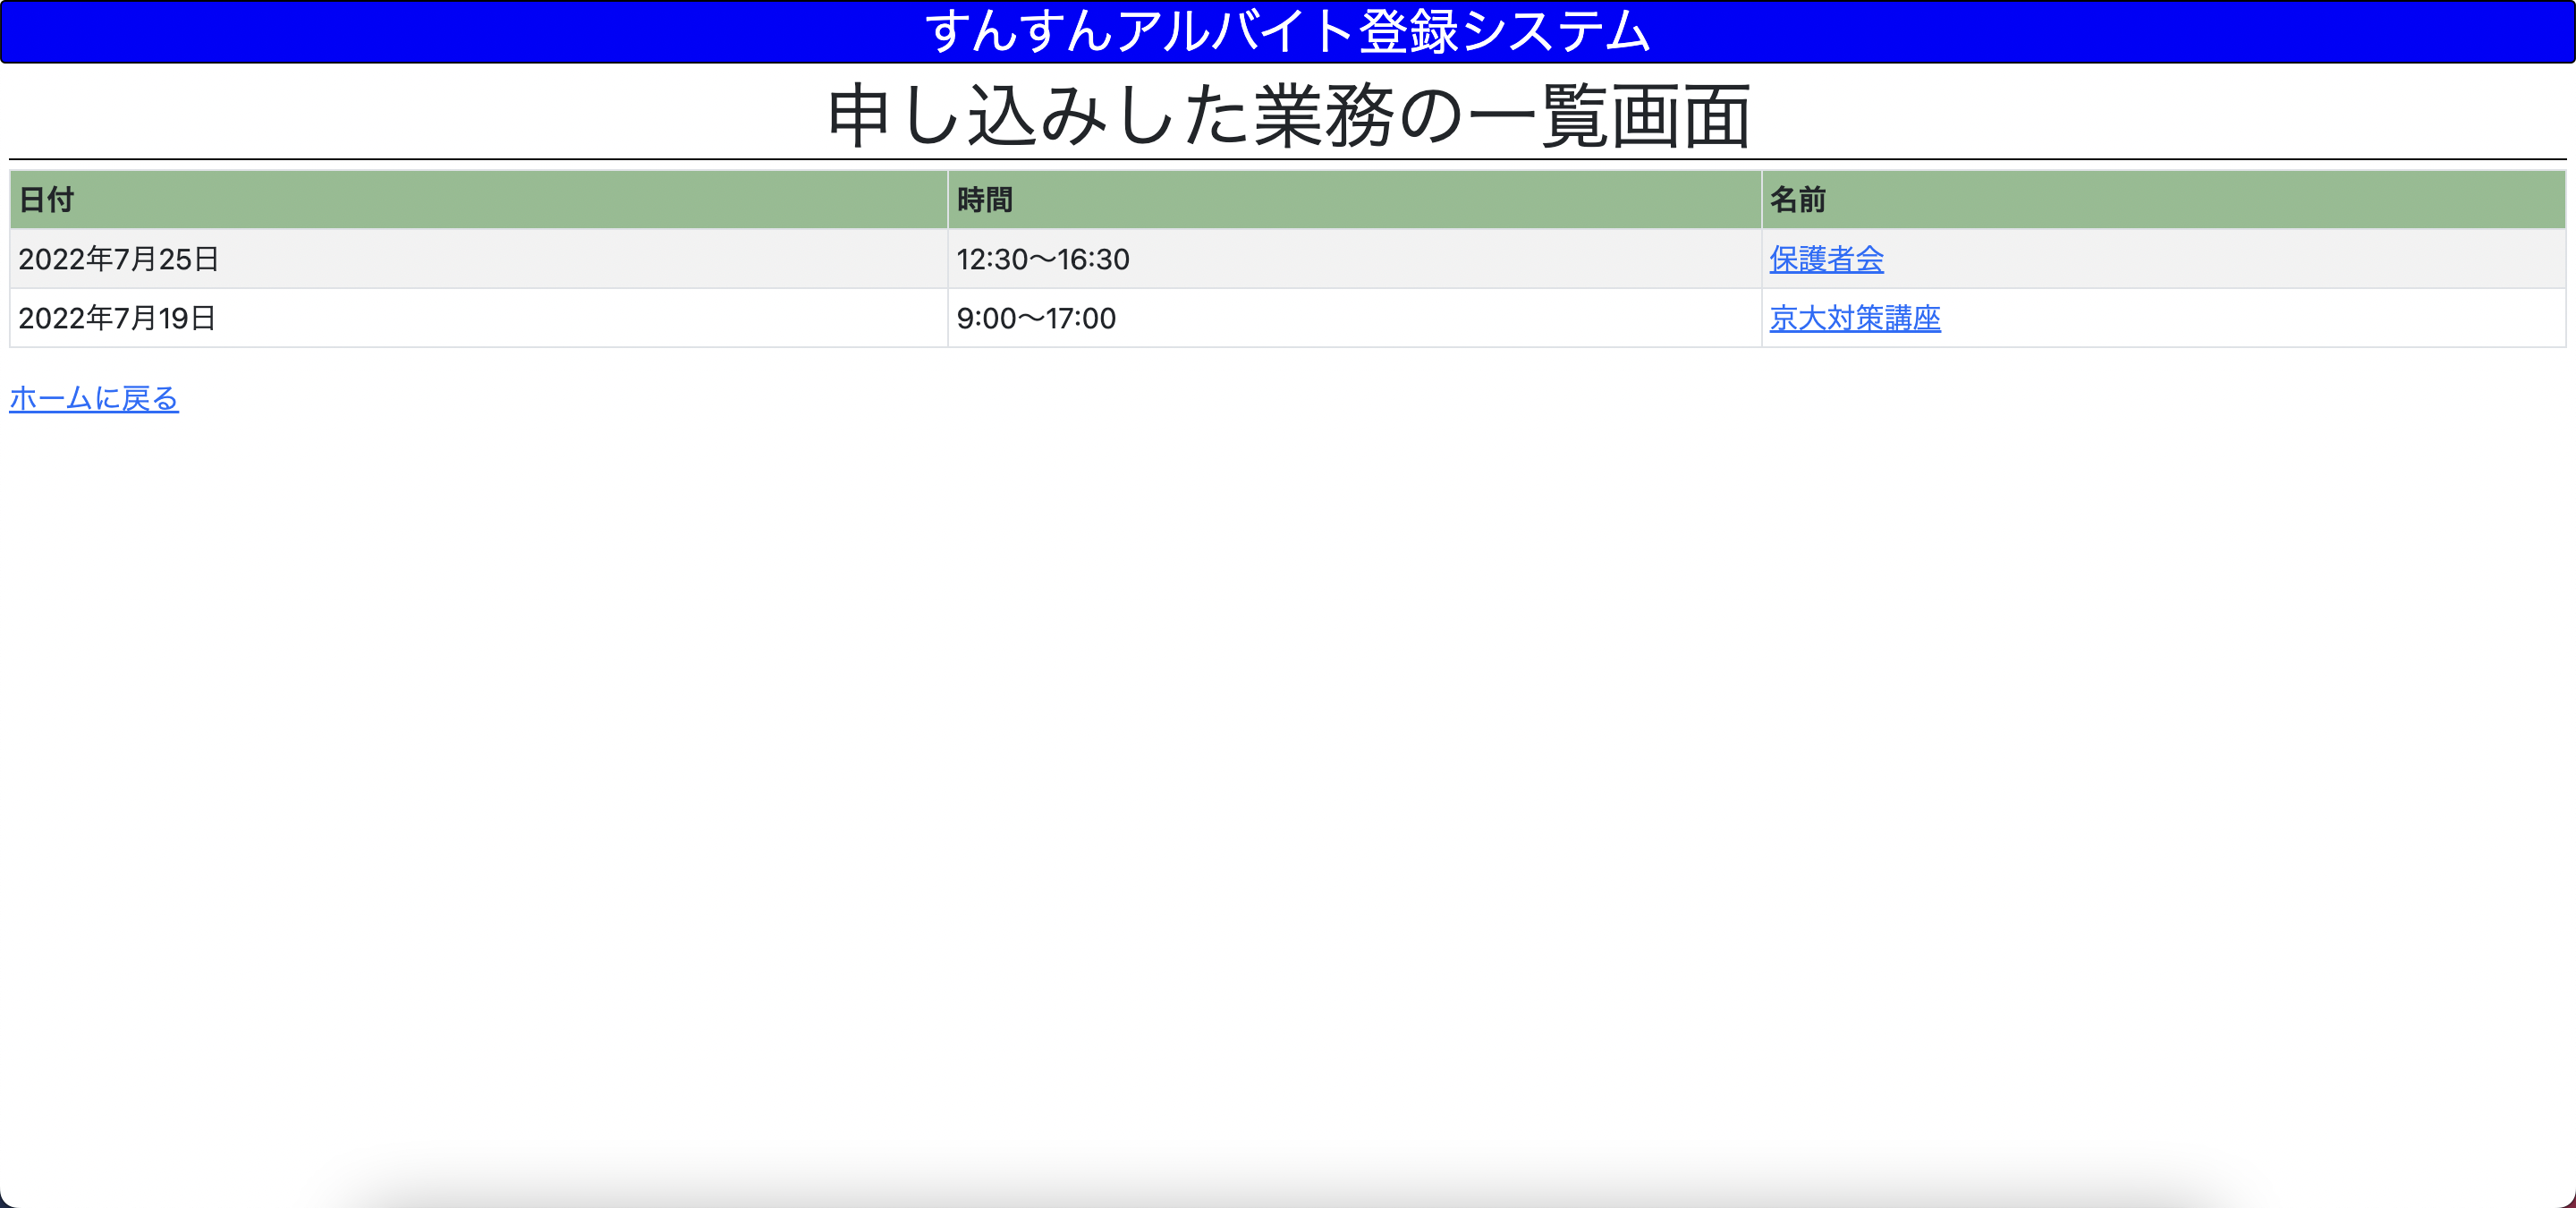 すんすんアルバイト登録システム
申し込みした業務の一覧画面
日付 時間 名前
2022年7月25日 12:30〜16:30 保護者会
2022年7月19日 9:00〜17:00 京大対策講座
ホームに戻る